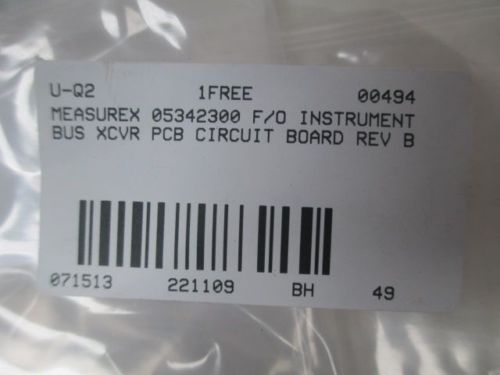 U-Q2 1FREE 00494
MEASUREX 05342300 F/O INSTRUMENT
BUS XCVR PCB CIRCUIT BOARD REV B
071513 221109 BH 49